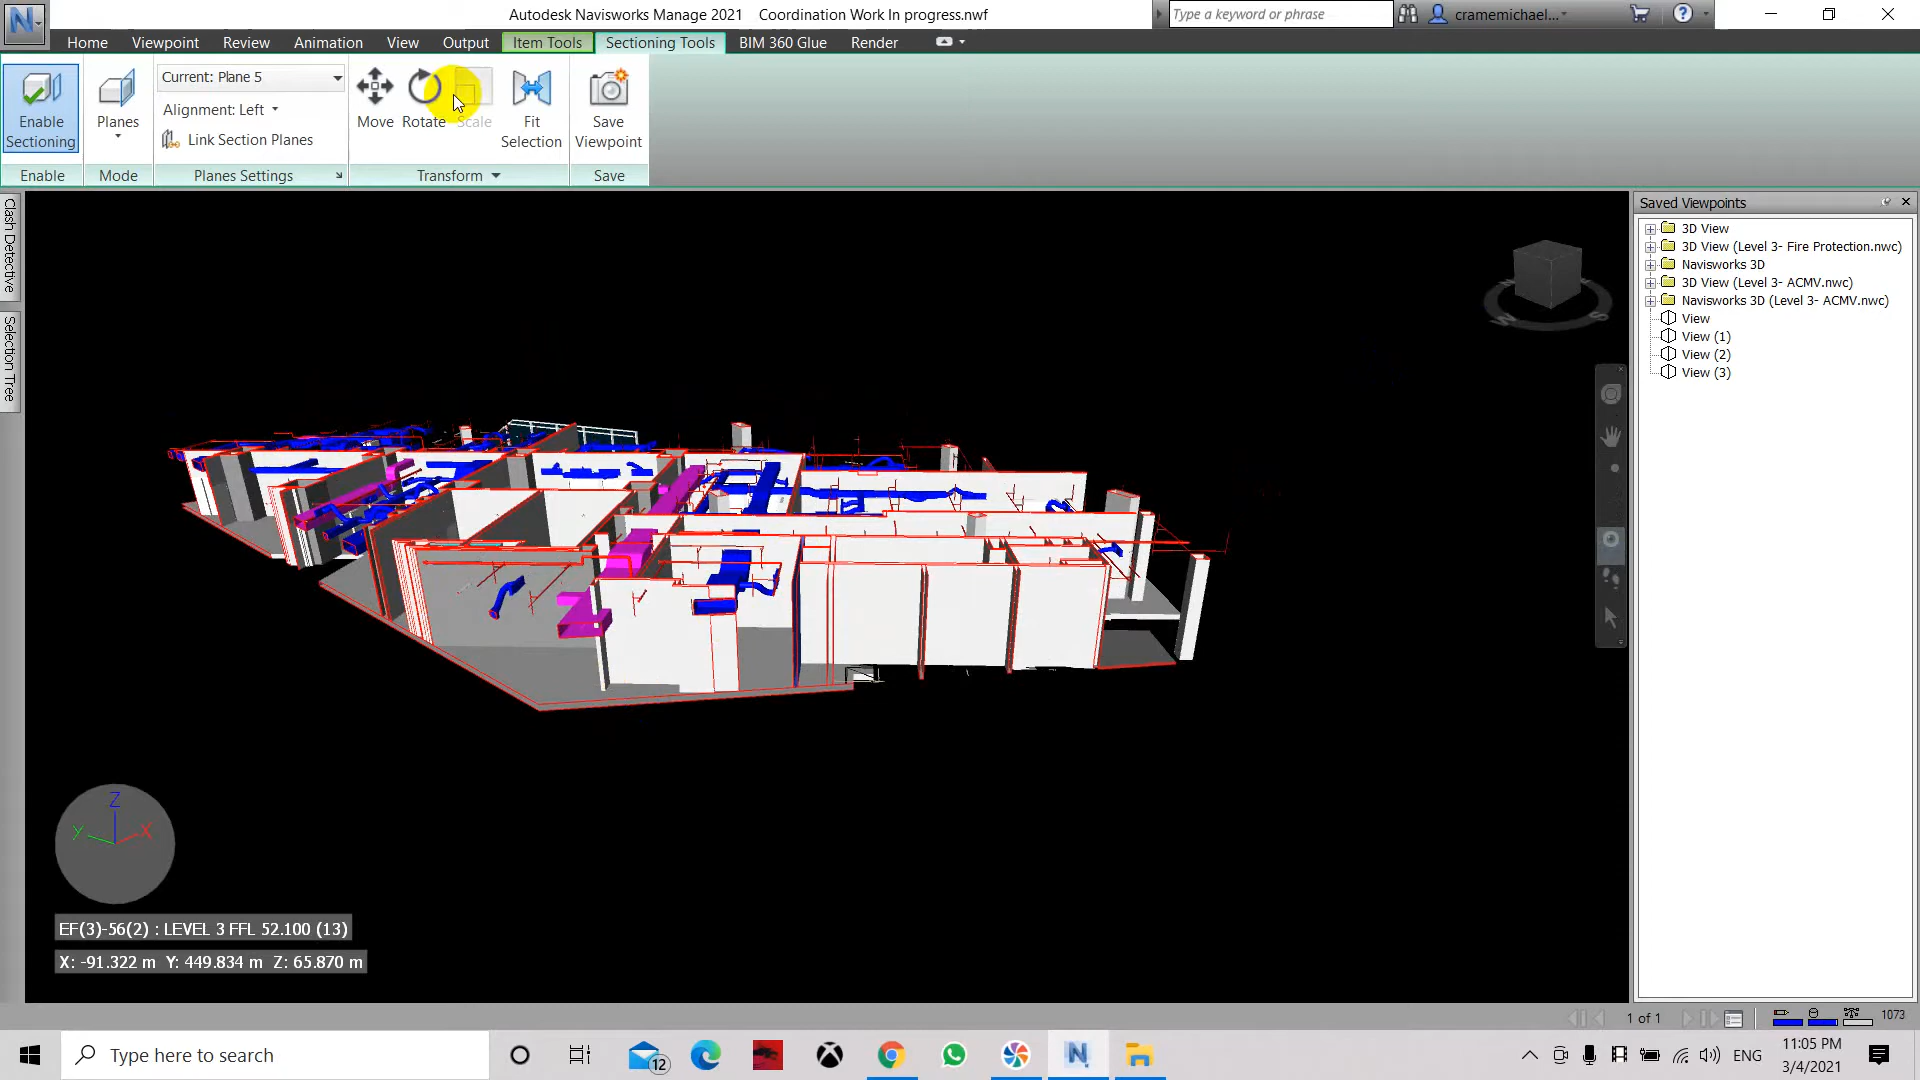 Autodesk Navisworks Manage 2021 Coordination Work In progress.nwf
Type a keyword or phrase
cramemichael...
Home Viewpoint Review Animation View Output Item Tools Sectioning Tools BIM 360 Glue Render
Enable Sectioning
Planes
Current: Plane 5
Alignment: Left
Link Section Planes
Move Rotate Scale
Fit Selection
Save Viewpoint
Enable Mode Planes Settings Transform Save
Clash Detective
Selection Tree
Saved Viewpoints
3D View
3D View (Level 3- Fire Protection.nwc)
Navisworks 3D
3D View (Level 3- ACMV.nwc)
Navisworks 3D (Level 3- ACMV.nwc)
View
View (1)
View (2)
View (3)
W S
Z
Y X
EF(3)-56(2) : LEVEL 3 FFL 52.100 (13)
X: -91.322 m Y: 449.834 m Z: 65.870 m
1 of 1
1073
Type here to search
12
ENG
11:05 PM
3/4/2021